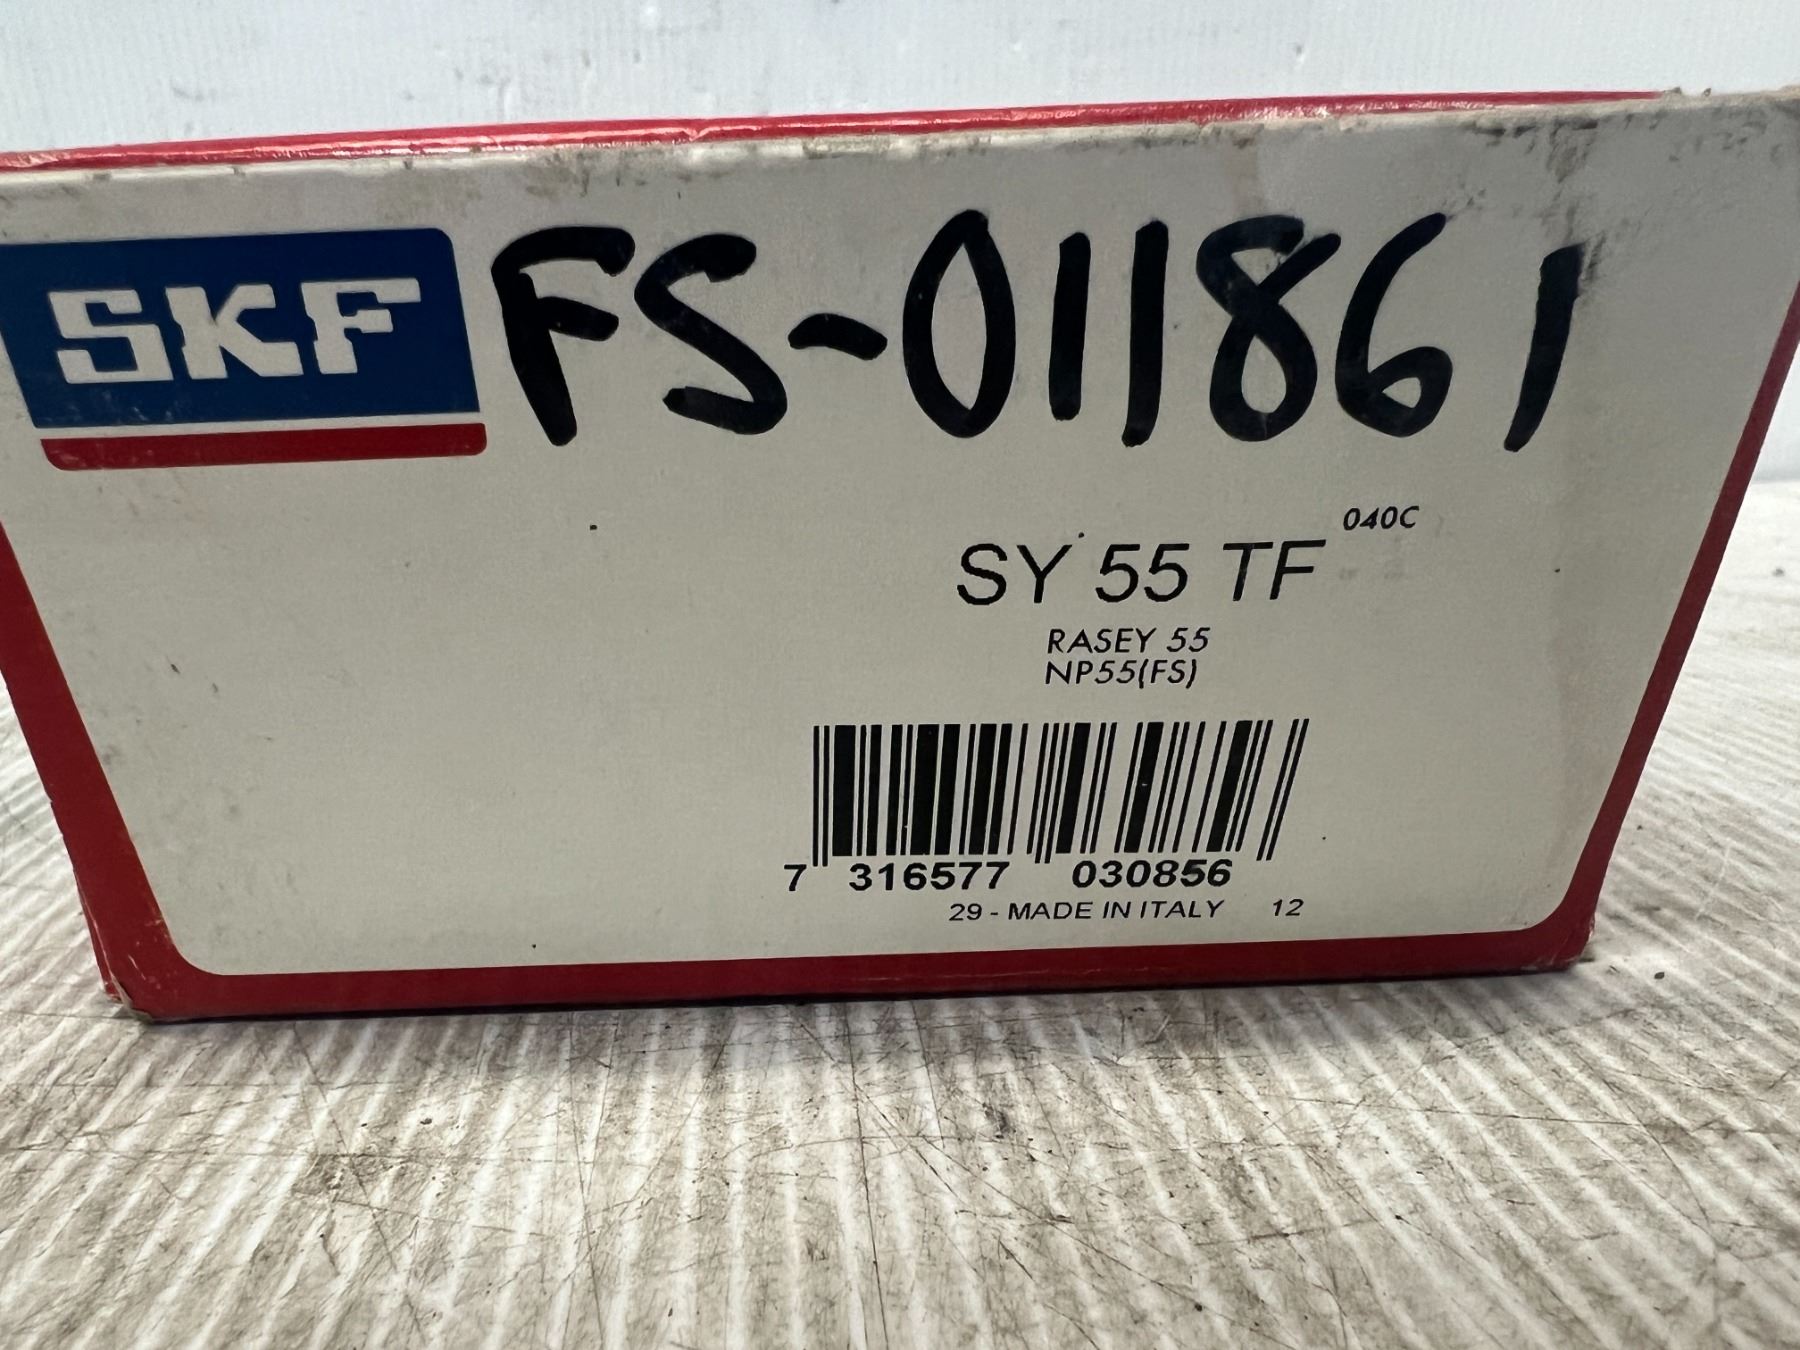 SKF FS-011861
040C
SY 55 TF
RASEY 55
NP55(FS)
7 316577 030856
29 - MADE IN ITALY 12